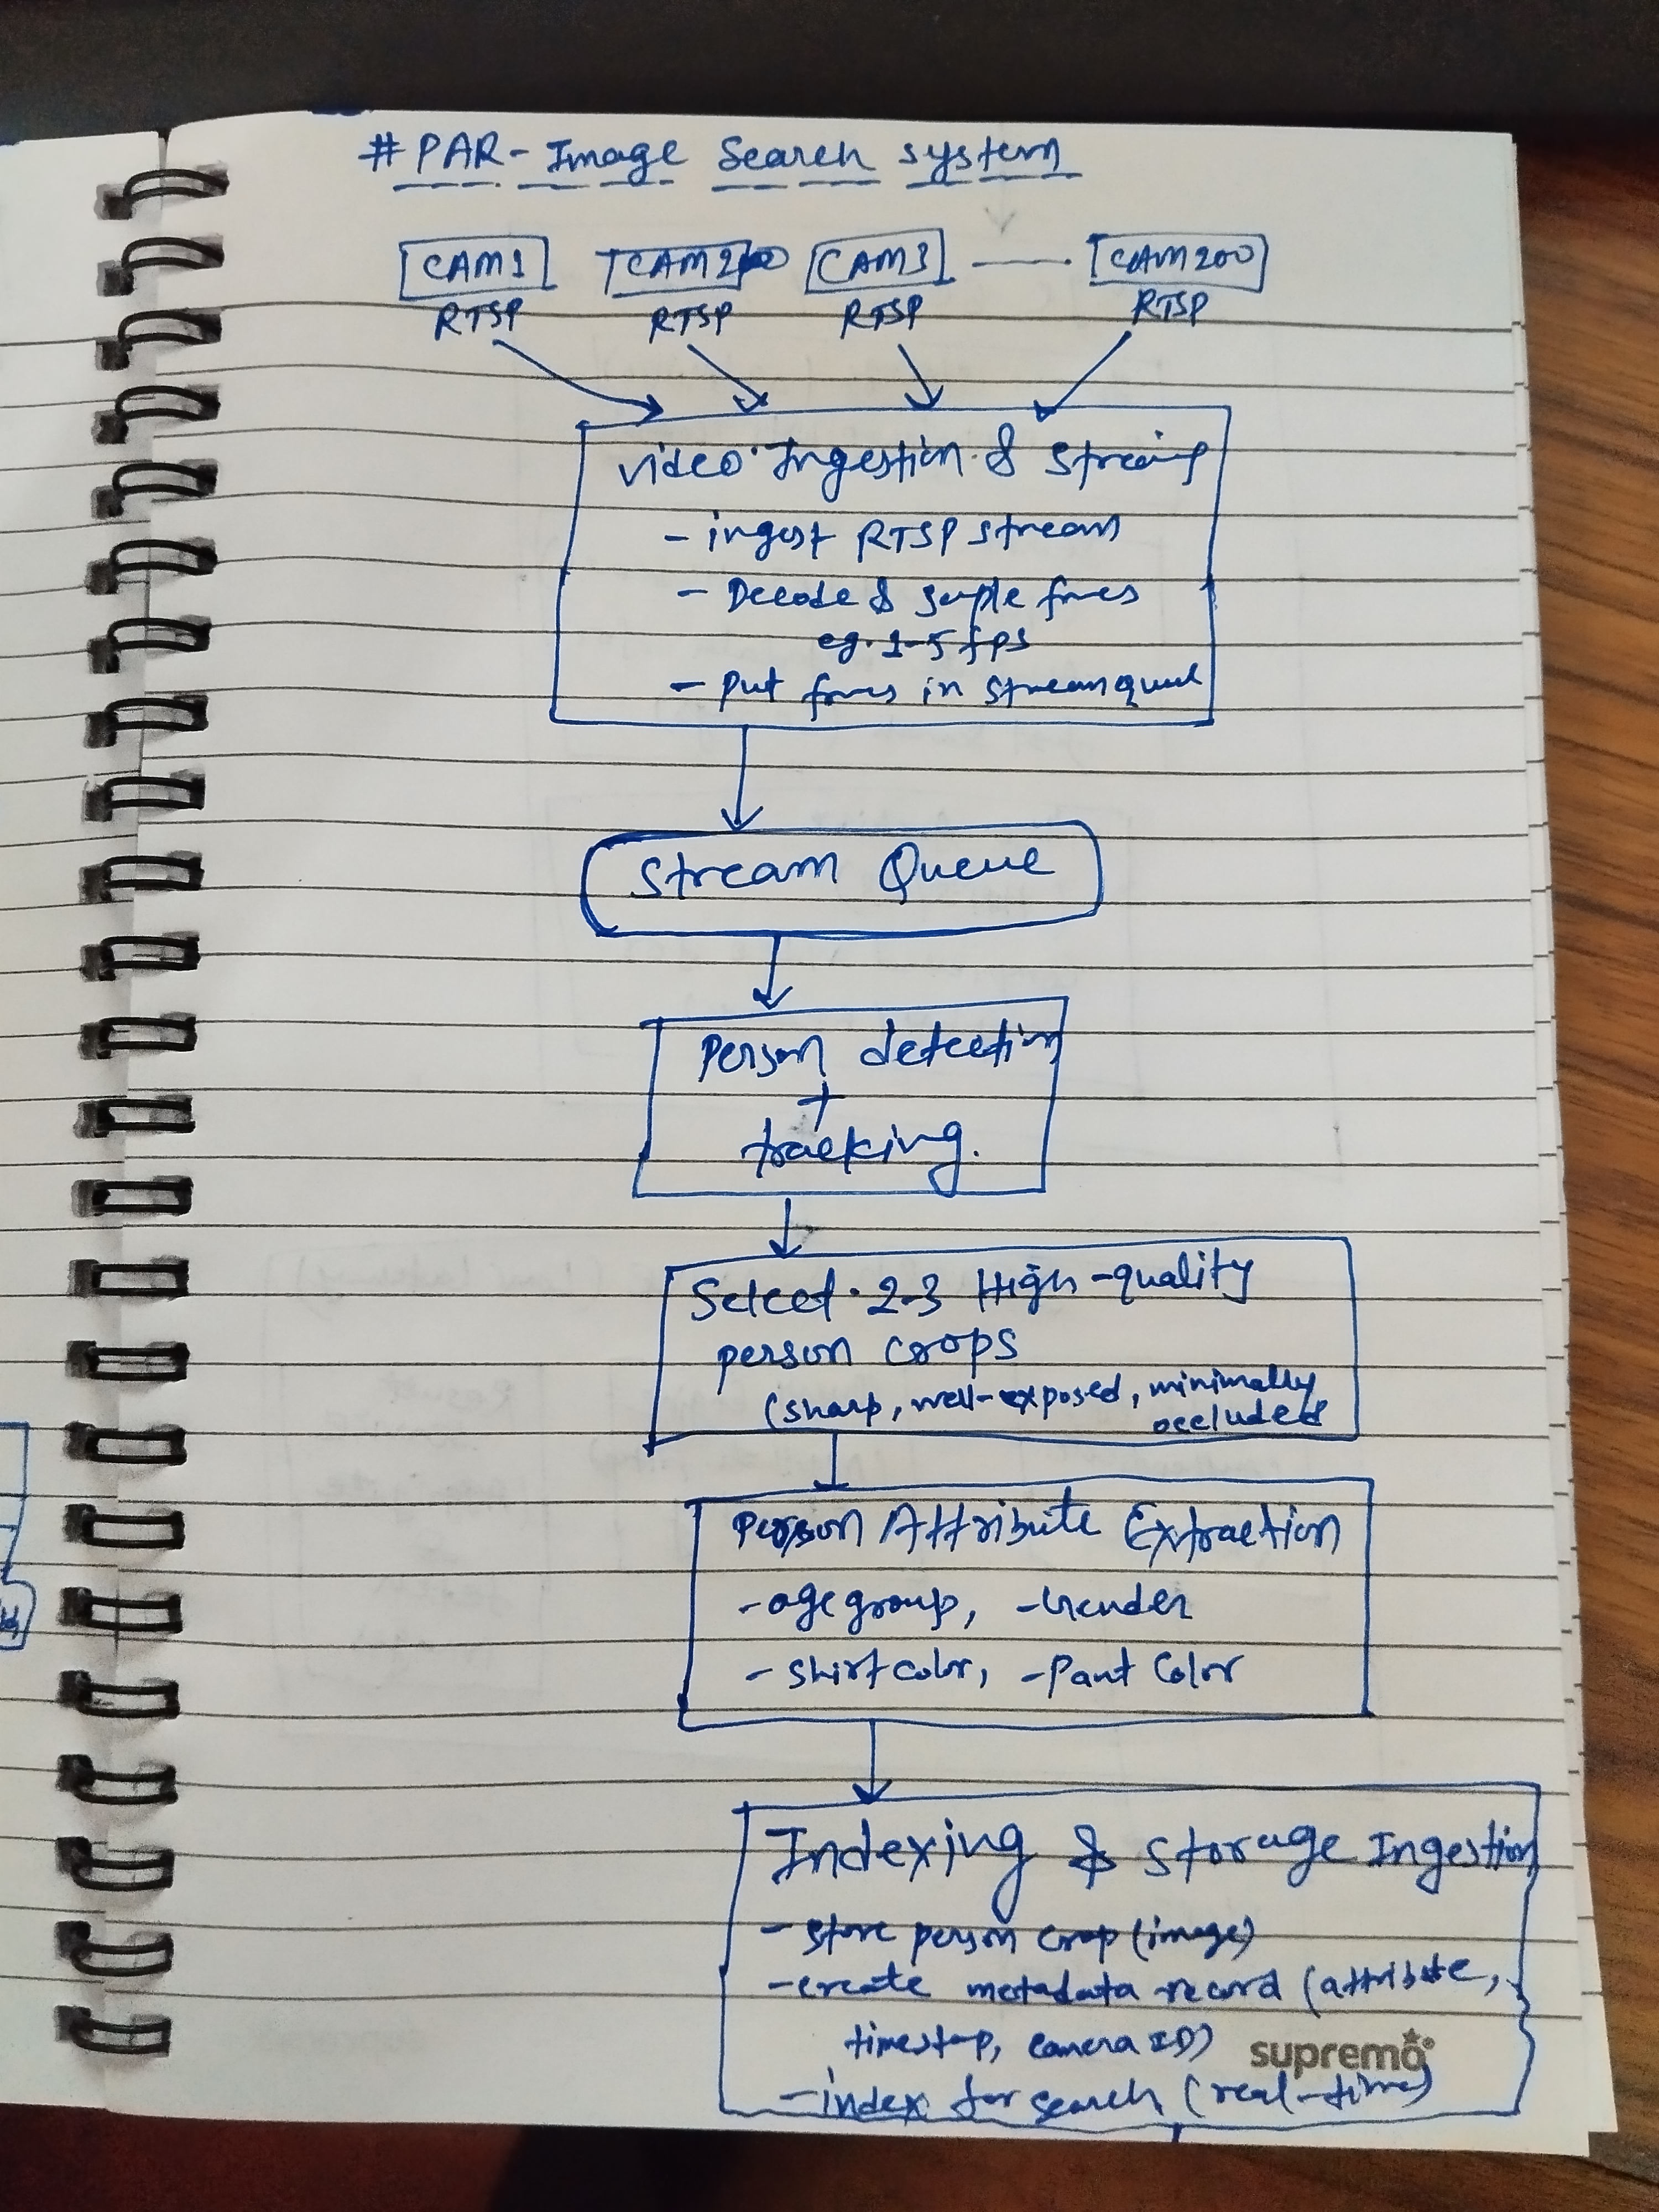 # PAR - Image Search system
CAM1 CAM2 CAM3 CAM200
RTSP RTSP RTSP RTSP
video Ingestion &
- ingest RTSP stream
- Decode & sample frames
eg. 1-5 fps
- put frames in stream queue
Stream Queue
Person detection
+
tracking.
Select 2-3 High-quality
person crops
(sharp, well-exposed, minimally
occluded
Person Attribute Extraction
- age group, - Gender
- shirt color, - Pant Color
Indexing & Storage Ingestion
- store person crop (image)
- create metadata record (attribute,
timestamp, camera ID)
supremo
- index for search (real-time)